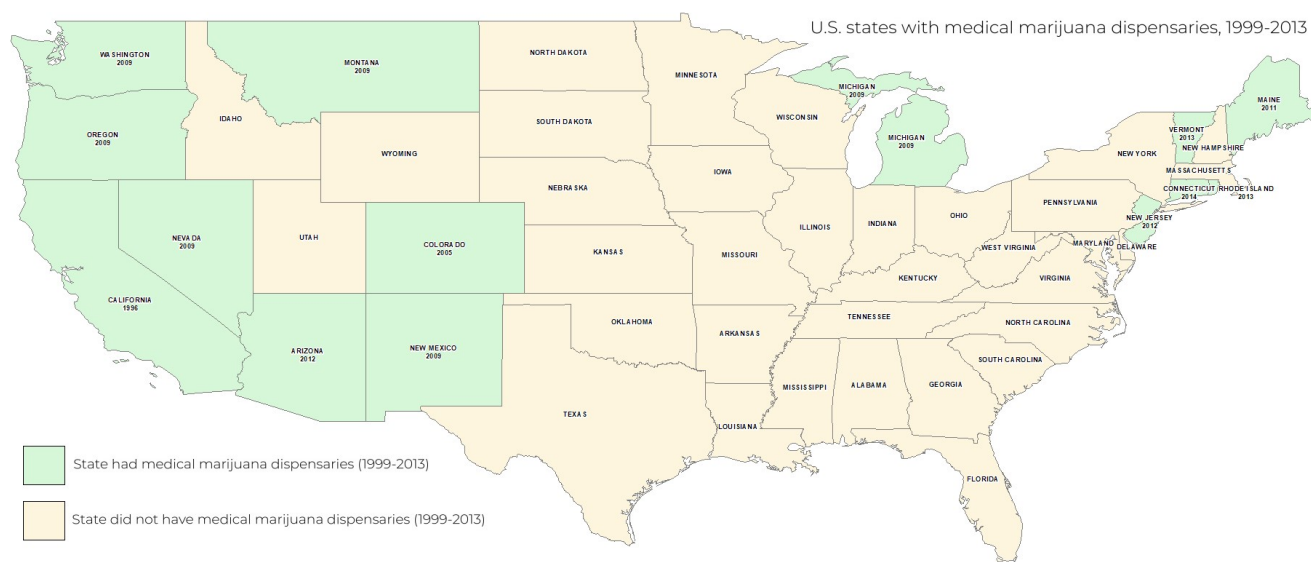 U.S. states with medical marijuana dispensaries, 1999-2013
WASHINGTON
2009
MONTANA
2009
NORTH DAKOTA
MINNESOTA
MICHIGAN
2009
MAINE
2011
OREGON
2009
IDAHO
SOUTH DAKOTA
WISCONSIN
MICHIGAN
2009
VERMONT
2013
NEW HAMPSHIRE
WYOMING
NEW YORK
MASSACHUSETTS
IOWA
NEBRASKA
CONNECTICUT
2014
RHODE ISLAND
2013
PENNSYLVANIA
NEVADA
2009
UTAH
COLORADO
2005
ILLINOIS
INDIANA
OHIO
NEW JERSEY
2012
KANSAS
MISSOURI
WEST VIRGINIA
MARYLAND
DELAWARE
KENTUCKY
VIRGINIA
CALIFORNIA
1996
ARIZONA
2012
NEW MEXICO
2009
OKLAHOMA
ARKANSAS
TENNESSEE
NORTH CAROLINA
SOUTH CAROLINA
MISSISSIPPI
ALABAMA
GEORGIA
TEXAS
LOUISIANA
FLORIDA
State had medical marijuana dispensaries (1999-2013)
State did not have medical marijuana dispensaries (1999-2013)